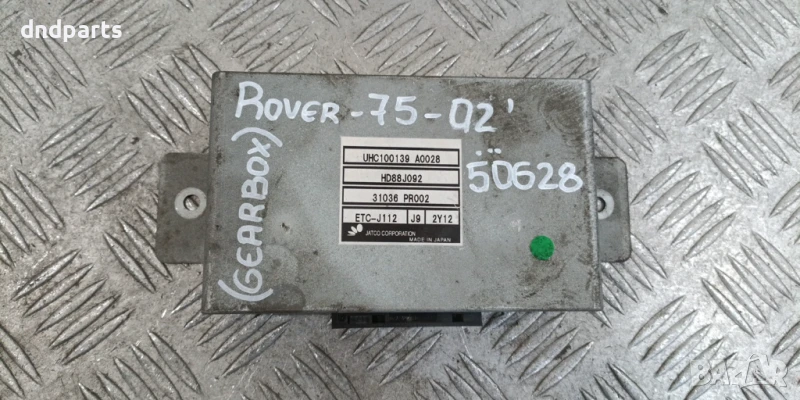 dndparts
ROVER-75-02'
(GEARBOX)
50628
UHC100139 A0028
HD88J092
31036 PR002
ETC-J112 J9 2Y12
JATCO CORPORATION
MADE IN JAPAN
BAZAR